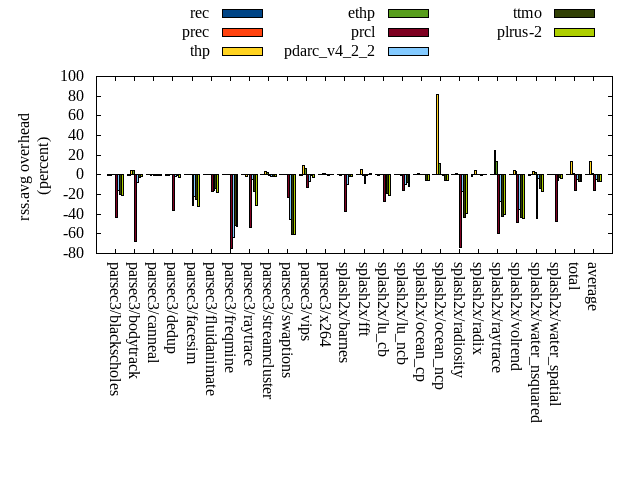 rec ethp ttmo
prec prcl plrus-2
thp pdarc_v4_2_2
rss.avg overhead
(percent)
100
80
60
40
20
0
-20
-40
-60
-80
parsec3/blackscholes
parsec3/bodytrack
parsec3/canneal
parsec3/dedup
parsec3/facesim
parsec3/fluidanimate
parsec3/freqmine
parsec3/raytrace
parsec3/streamcluster
parsec3/swaptions
parsec3/vips
parsec3/x264
splash2x/barnes
splash2x/fft
splash2x/lu_cb
splash2x/lu_ncb
splash2x/ocean_cp
splash2x/ocean_ncp
splash2x/radiosity
splash2x/radix
splash2x/raytrace
splash2x/volrend
splash2x/water_nsquared
splash2x/water_spatial
total
average